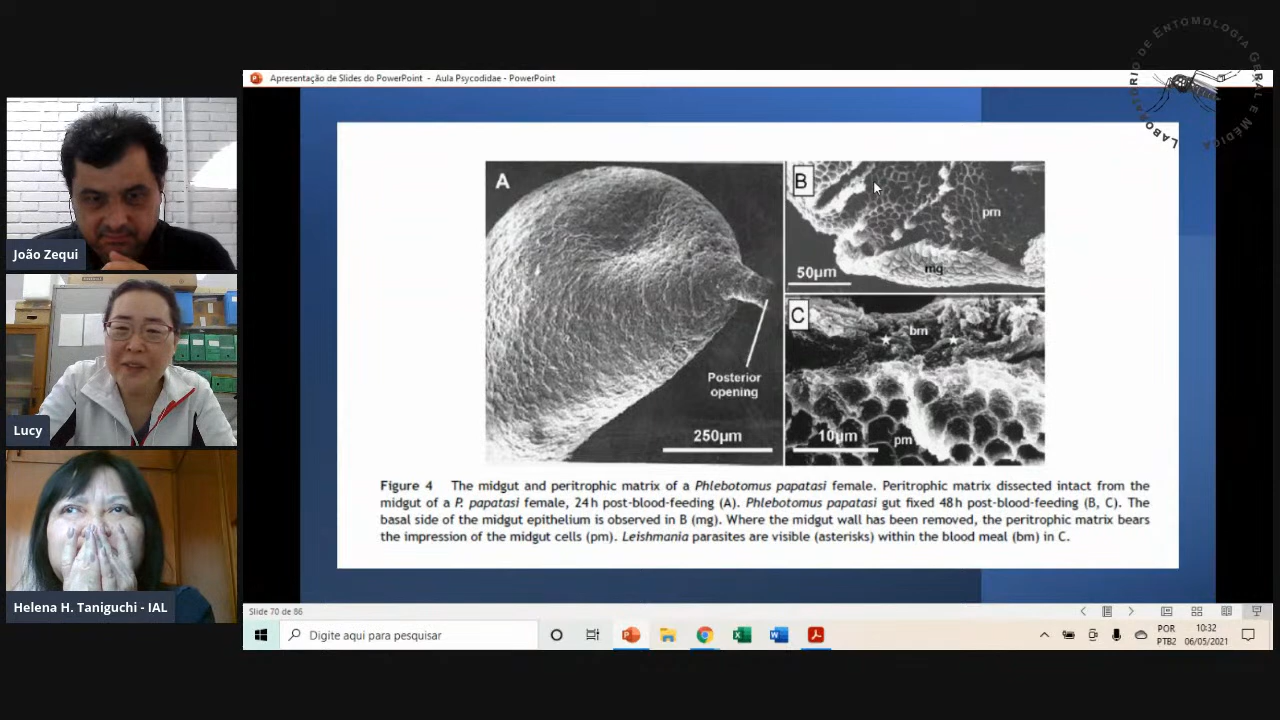 Apresentação de Slides do PowerPoint - Aula Psycodidae - PowerPoint
LABORATÓRIO DE ENTOMOLOGIA GERAL E MÉDICA
João Zequi
Lucy
Helena H. Taniguchi - IAL
A
Posterior
opening
250µm
B
pm
mg
50µm
C
bm
10µm
pm
Figure 4 The midgut and peritrophic matrix of a Phlebotomus papatasi female. Peritrophic matrix dissected intact from the
midgut of a P. papatasi female, 24 h post-blood-feeding (A). Phlebotomus papatasi gut fixed 48 h post-blood-feeding (B, C). The
basal side of the midgut epithelium is observed in B (mg). Where the midgut wall has been removed, the peritrophic matrix bears
the impression of the midgut cells (pm). Leishmania parasites are visible (asterisks) within the blood meal (bm) in C.
Slide 70 de 86
Digite aqui para pesquisar
POR
PTB2
10:32
06/05/2021